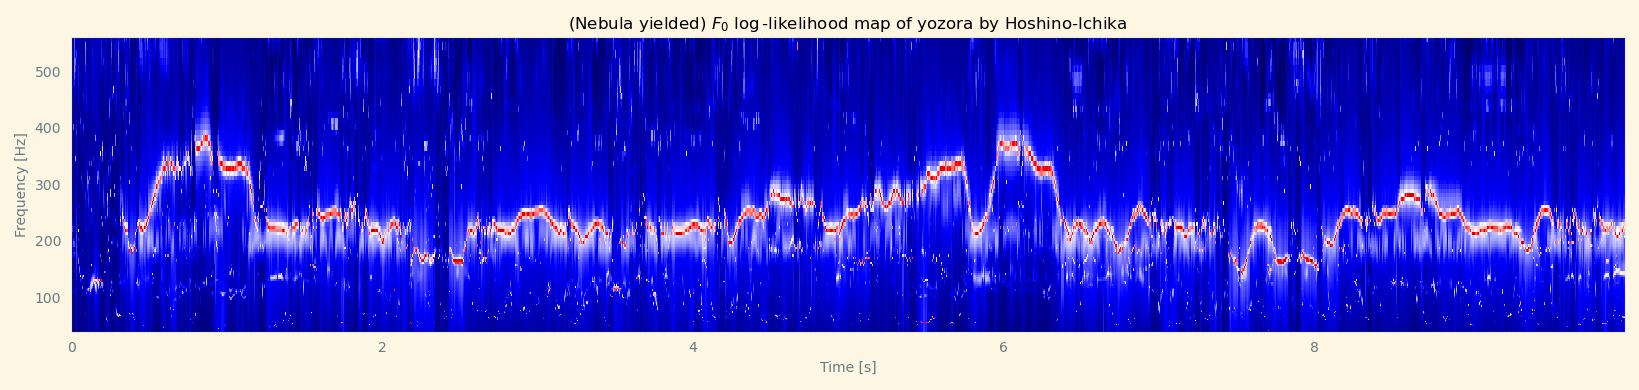 (Nebula yielded) F₀ log-likelihood map of yozora by Hoshino-Ichika
Frequency [Hz]
500
400
300
200
100
0 2 4 6 8
Time [s]